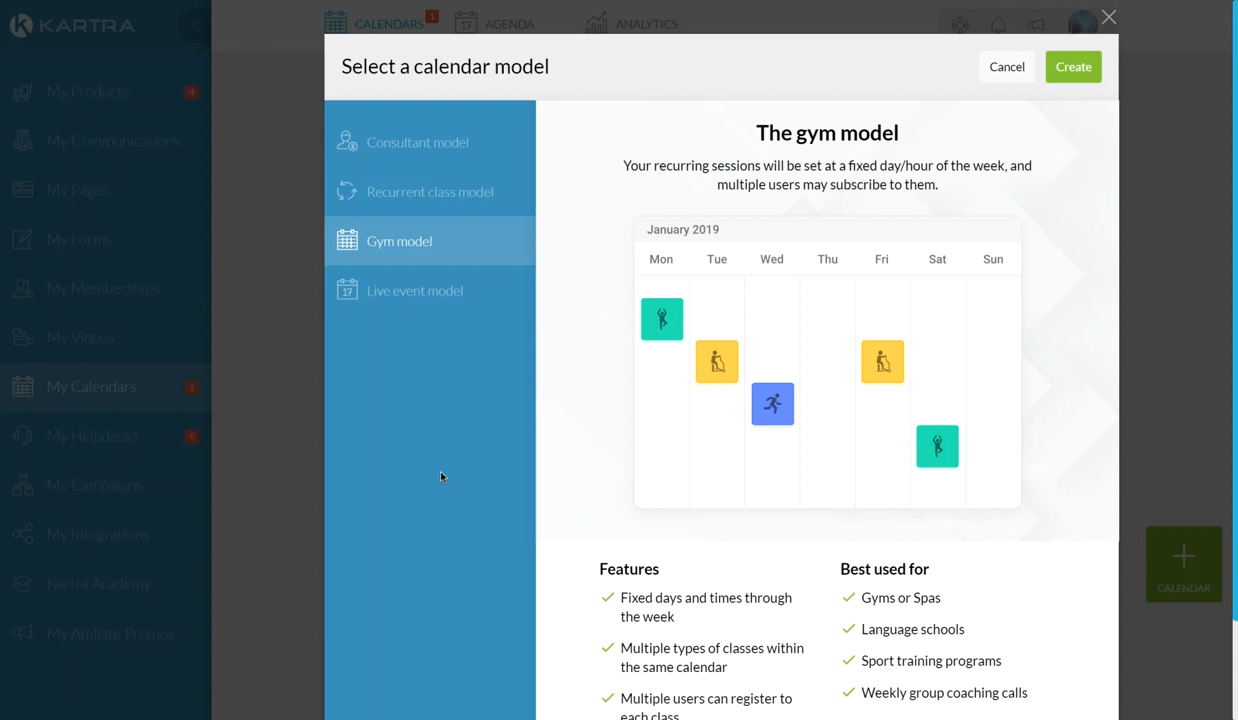 KARTRA
CALENDARS 1
17 AGENDA
ANALYTICS
My Products 4
My Communications
My Pages
My Forms
My Memberships
My Videos
My Calendars 1
My Helpdesks 6
My Campaigns
My Integrations
Kartra Academy
My Affiliate Promos
Select a calendar model
Cancel
Create
Consultant model
Recurrent class model
Gym model
17 Live event model
The gym model
Your recurring sessions will be set at a fixed day/hour of the week, and
multiple users may subscribe to them.
January 2019
Mon Tue Wed Thu Fri Sat Sun
Features
Fixed days and times through
the week
Multiple types of classes within
the same calendar
Multiple users can register to
each class
Best used for
Gyms or Spas
Language schools
Sport training programs
Weekly group coaching calls
CALENDAR